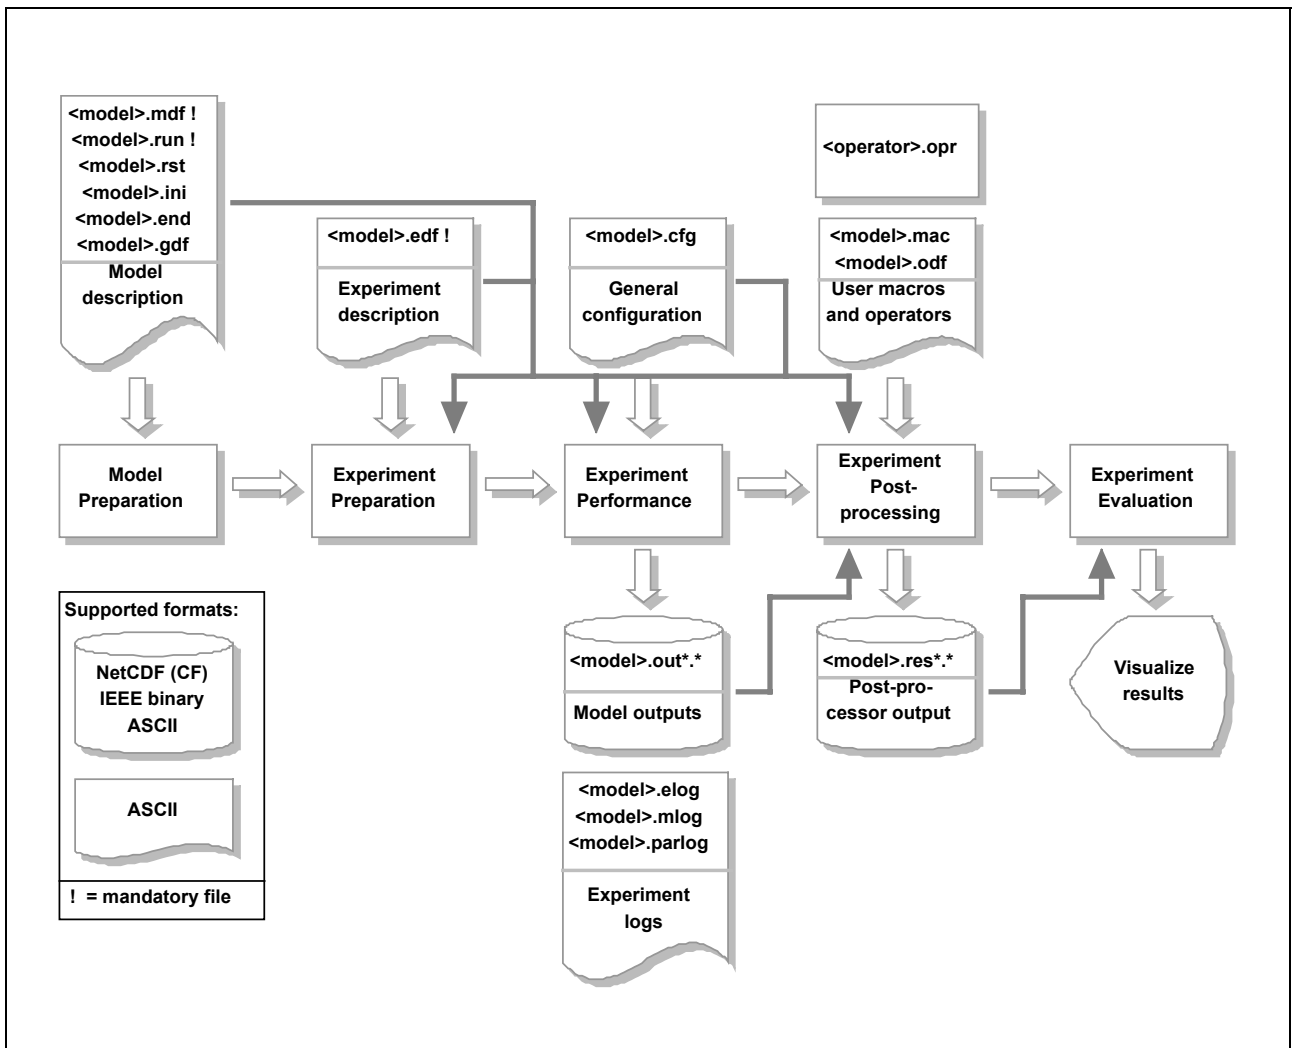 <model>.mdf !
<model>.run !
<model>.rst
<model>.ini
<model>.end
<model>.gdf
Model
description
<model>.edf !
Experiment
description
<model>.cfg
General
configuration
<operator>.opr
<model>.mac
<model>.odf
User macros
and operators
Model
Preparation
Experiment
Preparation
Experiment
Performance
Experiment
Post-
processing
Experiment
Evaluation
Supported formats:
NetCDF (CF)
IEEE binary
ASCII
ASCII
! = mandatory file
<model>.out*.*
Model outputs
<model>.res*.*
Post-pro-
cessor output
Visualize
results
<model>.elog
<model>.mlog
<model>.parlog
Experiment
logs